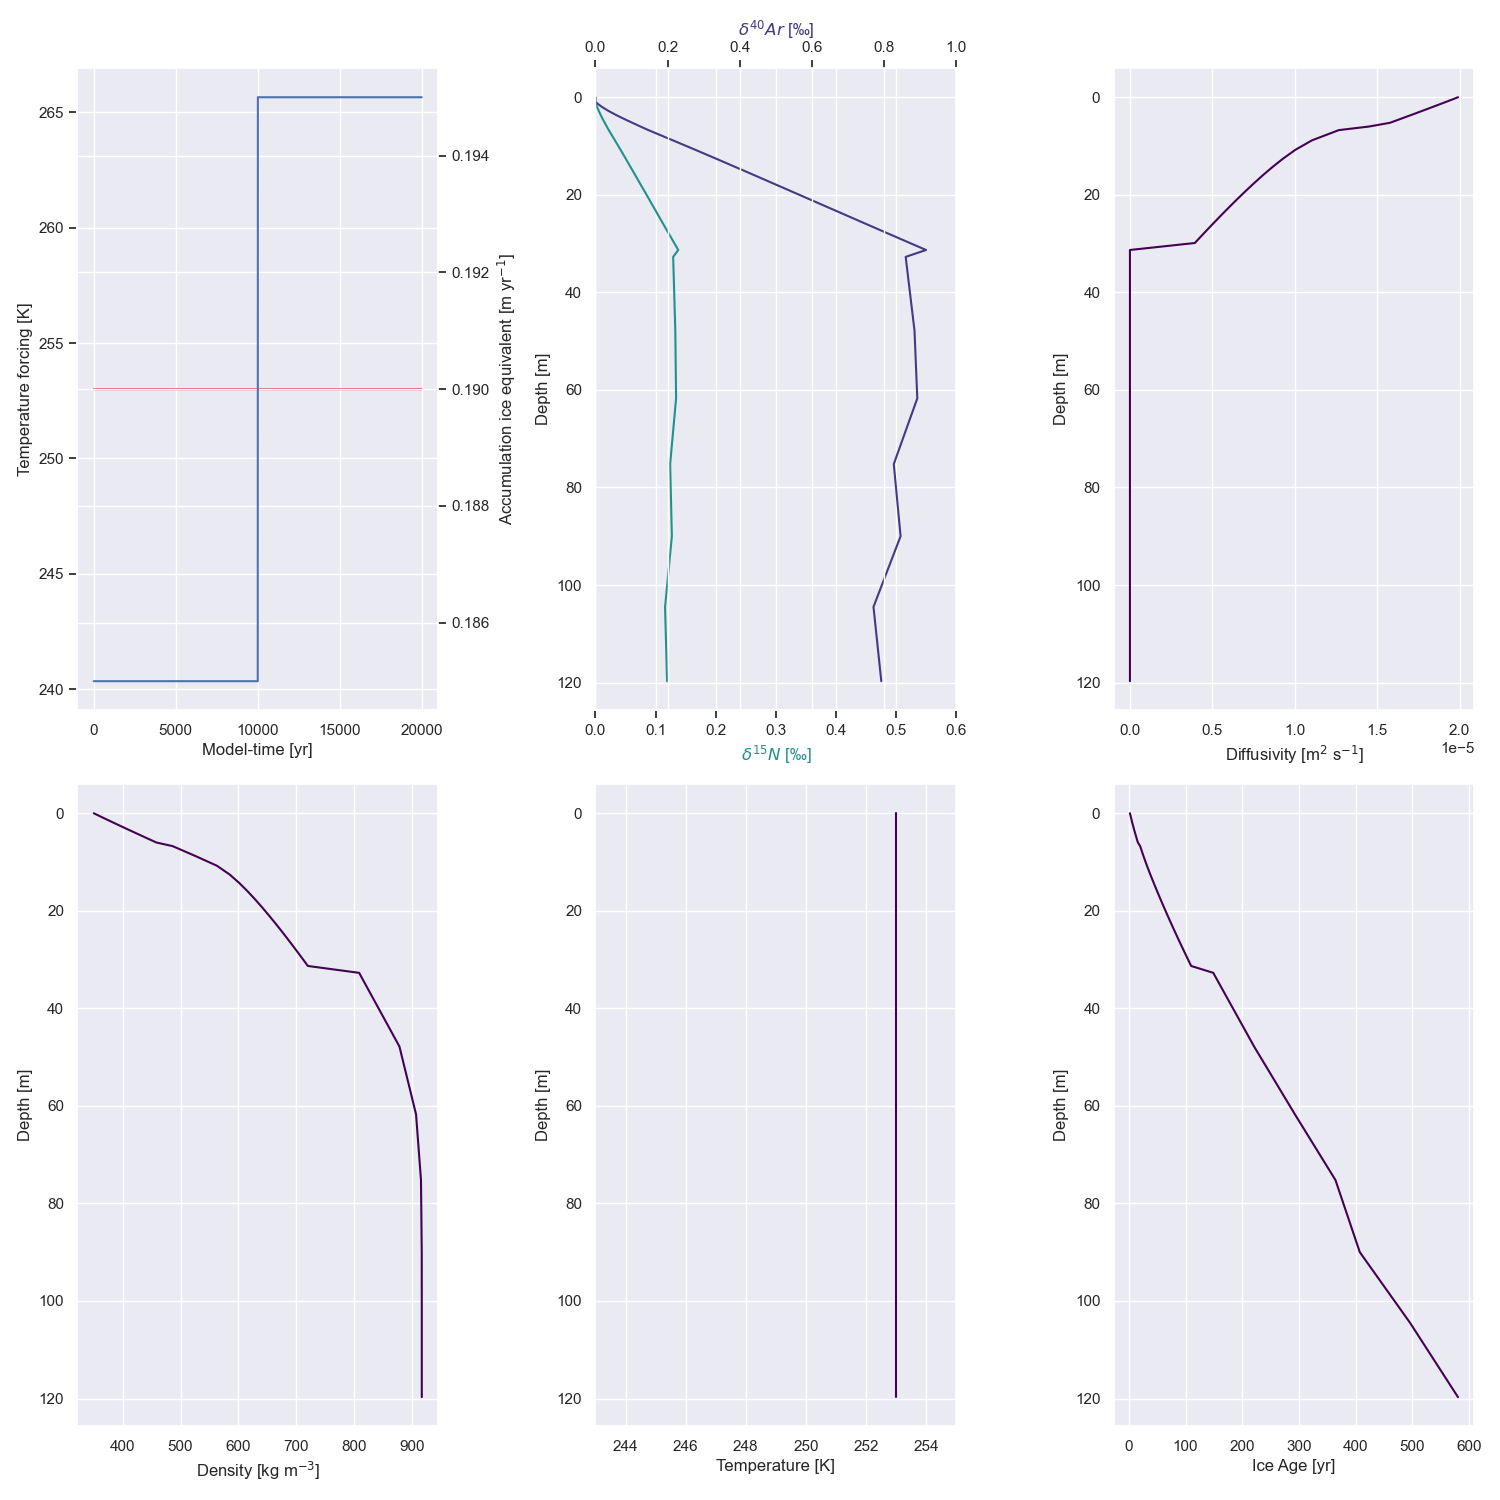 δ⁴⁰Ar [‰]
0.0 0.2 0.4 0.6 0.8 1.0
Temperature forcing [K]
265
260
255
250
245
240
0 5000 10000 15000 20000
Model-time [yr]
0.194
0.192
0.190
0.188
0.186
Accumulation ice equivalent [m yr⁻¹]
Depth [m]
0
20
40
60
80
100
120
0.0 0.1 0.2 0.3 0.4 0.5 0.6
δ¹⁵N [‰]
Depth [m]
0
20
40
60
80
100
120
0.0 0.5 1.0 1.5 2.0
1e−5
Diffusivity [m² s⁻¹]
Depth [m]
0
20
40
60
80
100
120
400 500 600 700 800 900
Density [kg m⁻³]
Depth [m]
0
20
40
60
80
100
120
244 246 248 250 252 254
Temperature [K]
Depth [m]
0
20
40
60
80
100
120
0 100 200 300 400 500 600
Ice Age [yr]